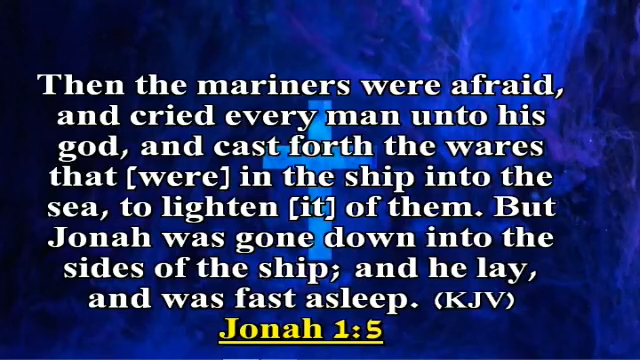 Then the mariners were afraid,
and cried every man unto his
god, and cast forth the wares
that [were] in the ship into the
sea, to lighten [it] of them. But
Jonah was gone down into the
sides of the ship; and he lay,
and was fast asleep. (KJV)
Jonah 1:5